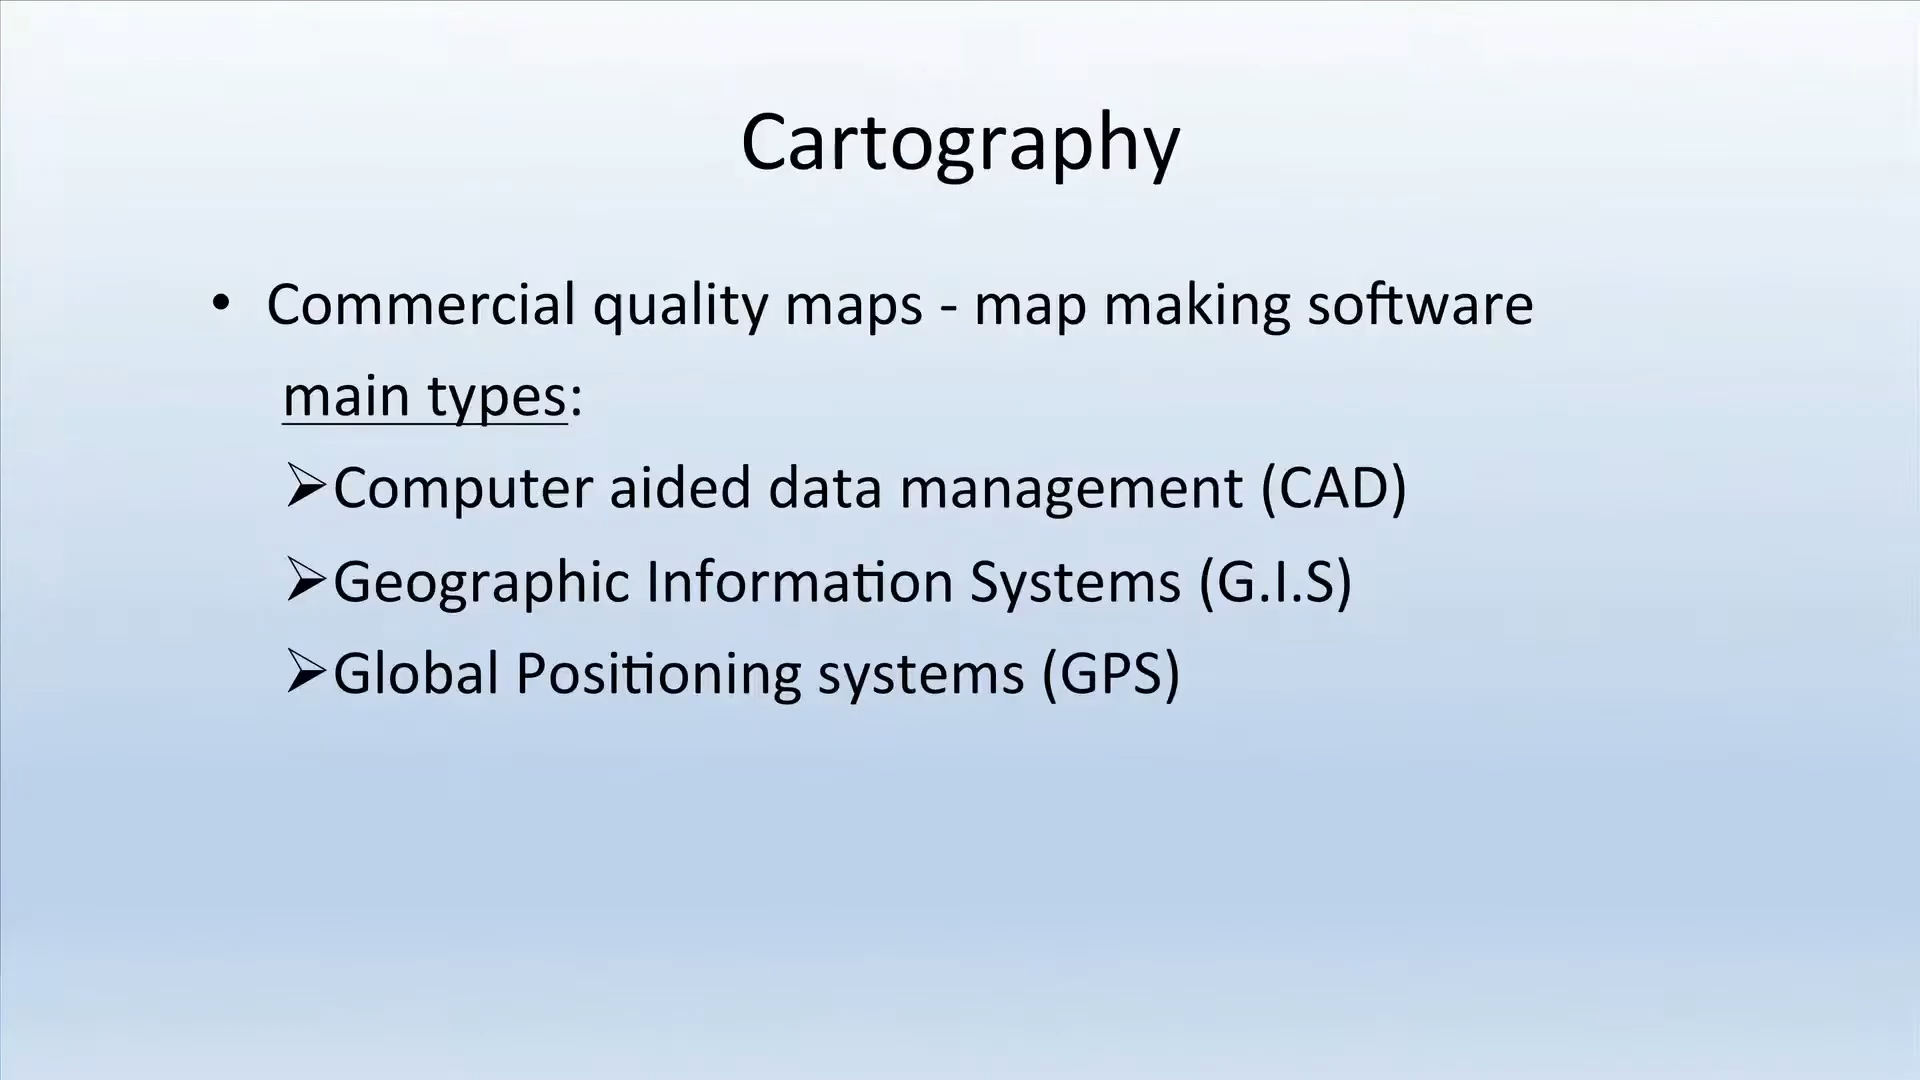 Cartography
• Commercial quality maps - map making software
main types:
➢Computer aided data management (CAD)
➢Geographic Information Systems (G.I.S)
➢Global Positioning systems (GPS)